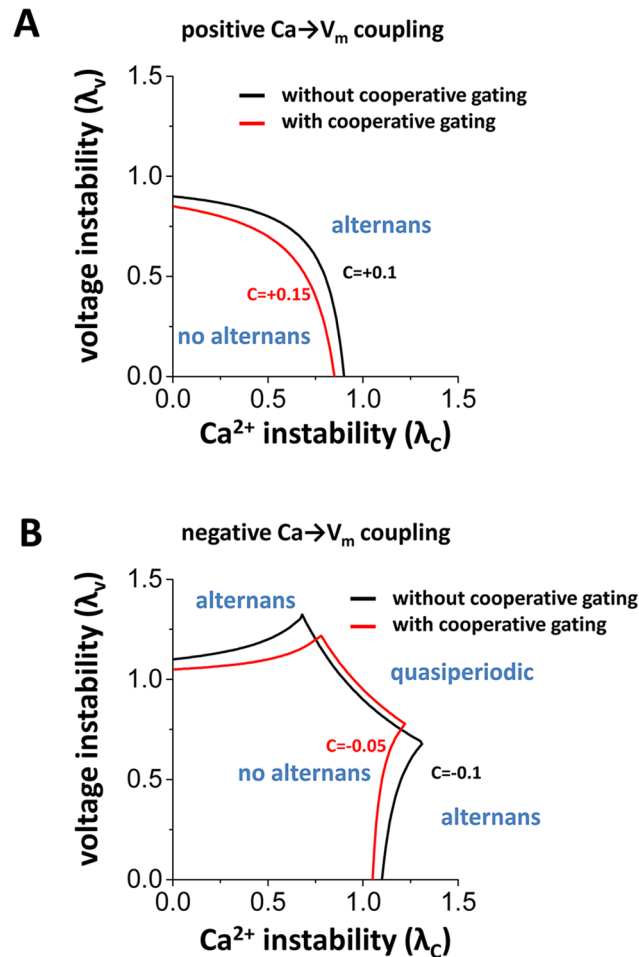 A
positive Ca→Vm coupling
voltage instability (λv)
1.5
1.0
0.5
0.0
without cooperative gating
with cooperative gating
alternans
C=+0.1
C=+0.15
no alternans
0.0 0.5 1.0 1.5
Ca²⁺ instability (λC)
B
negative Ca→Vm coupling
voltage instability (λv)
1.5
1.0
0.5
0.0
without cooperative gating
with cooperative gating
alternans
quasiperiodic
C=-0.05
no alternans
C=-0.1
alternans
0.0 0.5 1.0 1.5
Ca²⁺ instability (λC)